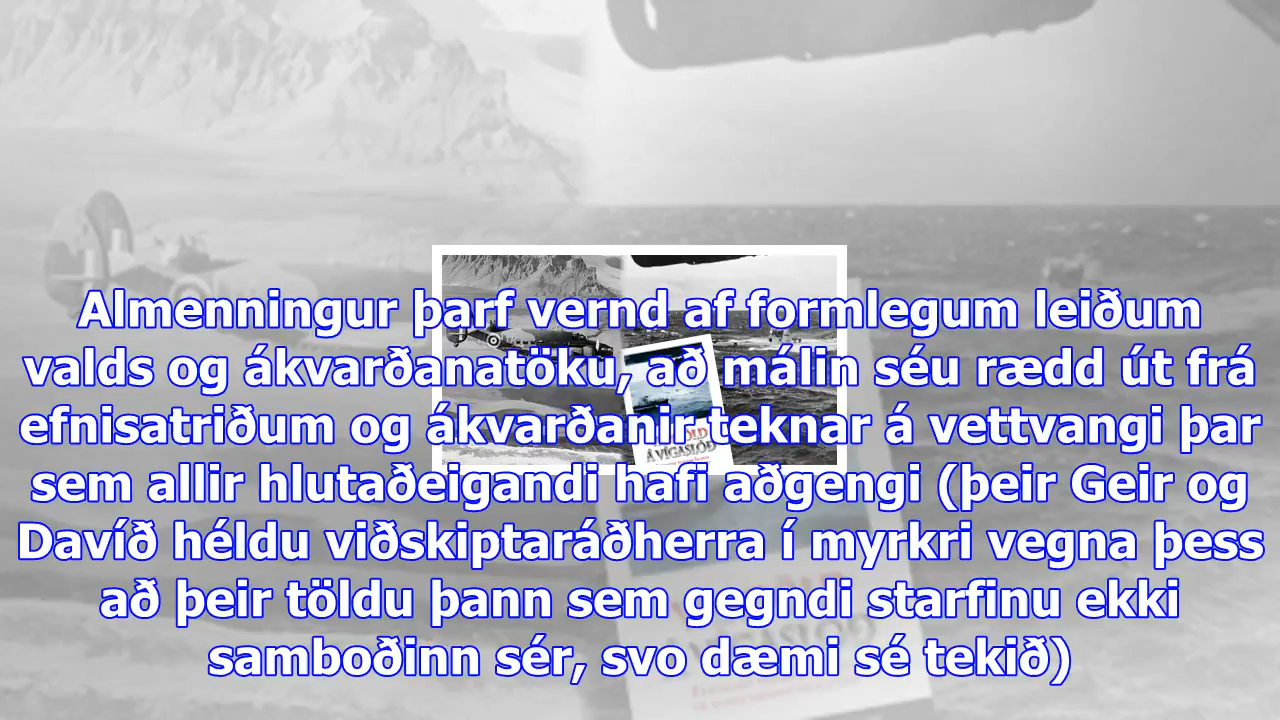 Almenningur þarf vernd af formlegum leiðum
valds og ákvarðanatöku, að málin séu rædd út frá
efnisatriðum og ákvarðanir teknar á vettvangi þar
sem allir hlutaðeigandi hafi aðgengi (þeir Geir og
Davíð héldu viðskiptaráðherra í myrkri vegna þess
að þeir töldu þann sem gegndi starfinu ekki
samboðinn sér, svo dæmi sé tekið)
Á VÍGASLÓÐ